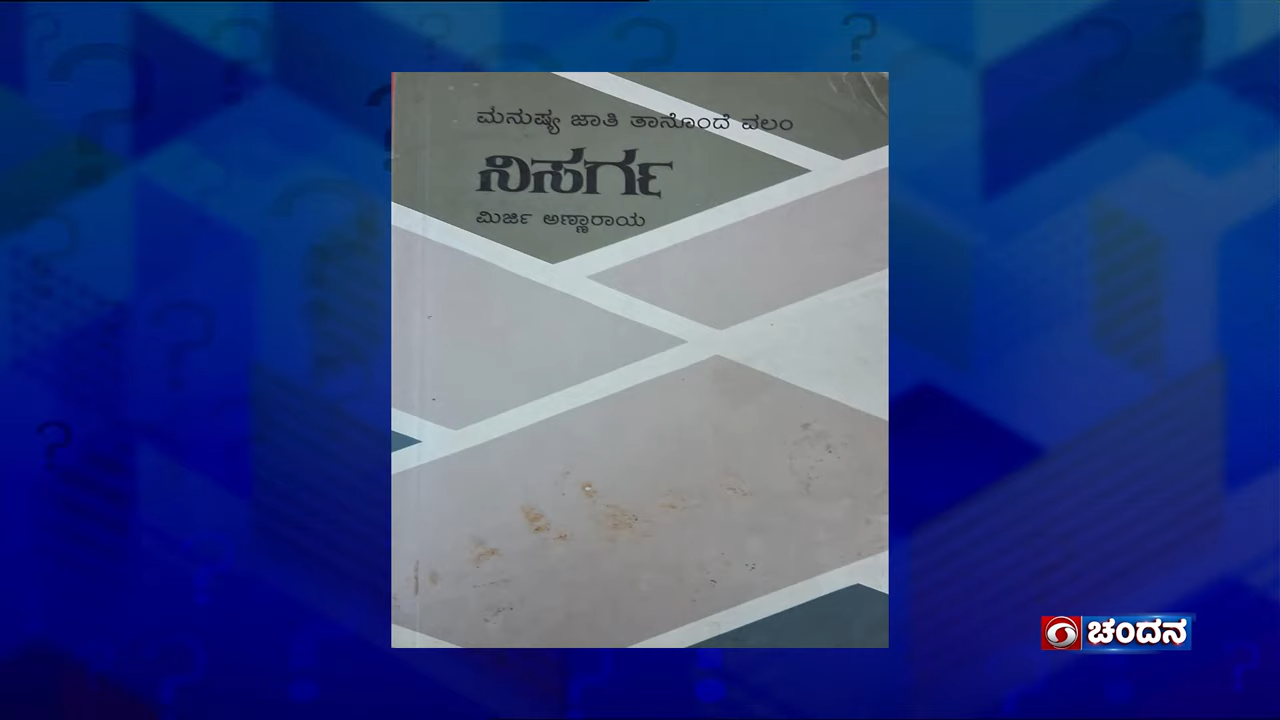 ಮನುಷ್ಯ ಜಾತಿ ತಾನೊಂದೆ ವಲಂ
ನಿಸರ್ಗ
ಮಿರ್ಜಿ ಅಣ್ಣಾರಾಯ
ಚಂದನ